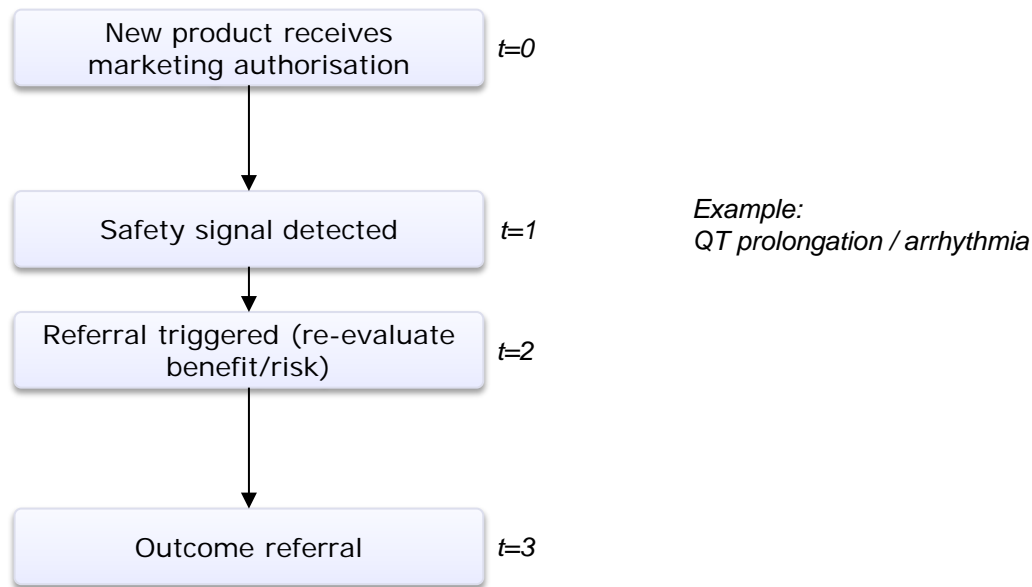 New product receives
marketing authorisation
t=0
Safety signal detected
t=1
Example:
QT prolongation / arrhythmia
Referral triggered (re-evaluate
benefit/risk)
t=2
Outcome referral
t=3